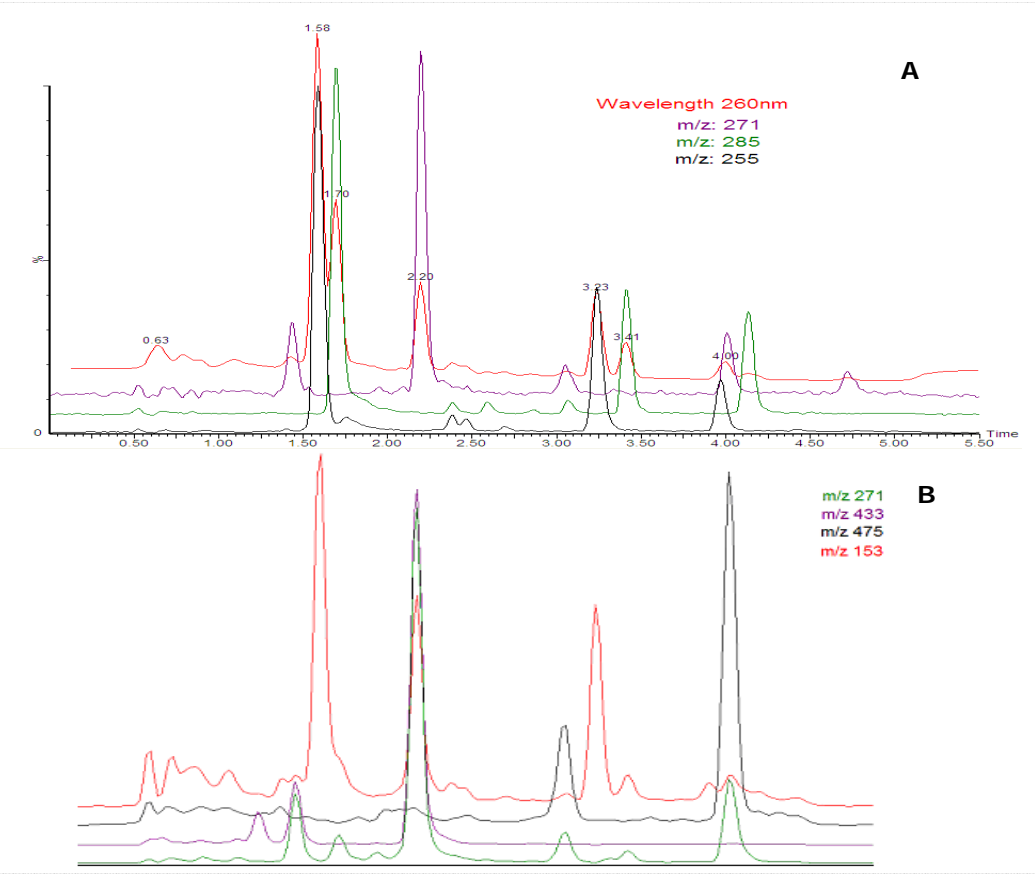 1.58
A
Wavelength 260nm
m/z: 271
m/z: 285
m/z: 255
1.70
2.20
3.23
3.41
4.00
0.63
%
0
0.50 1.00 1.50 2.00 2.50 3.00 3.50 4.00 4.50 5.00 5.50
Time
B
m/z 271
m/z 433
m/z 475
m/z 153